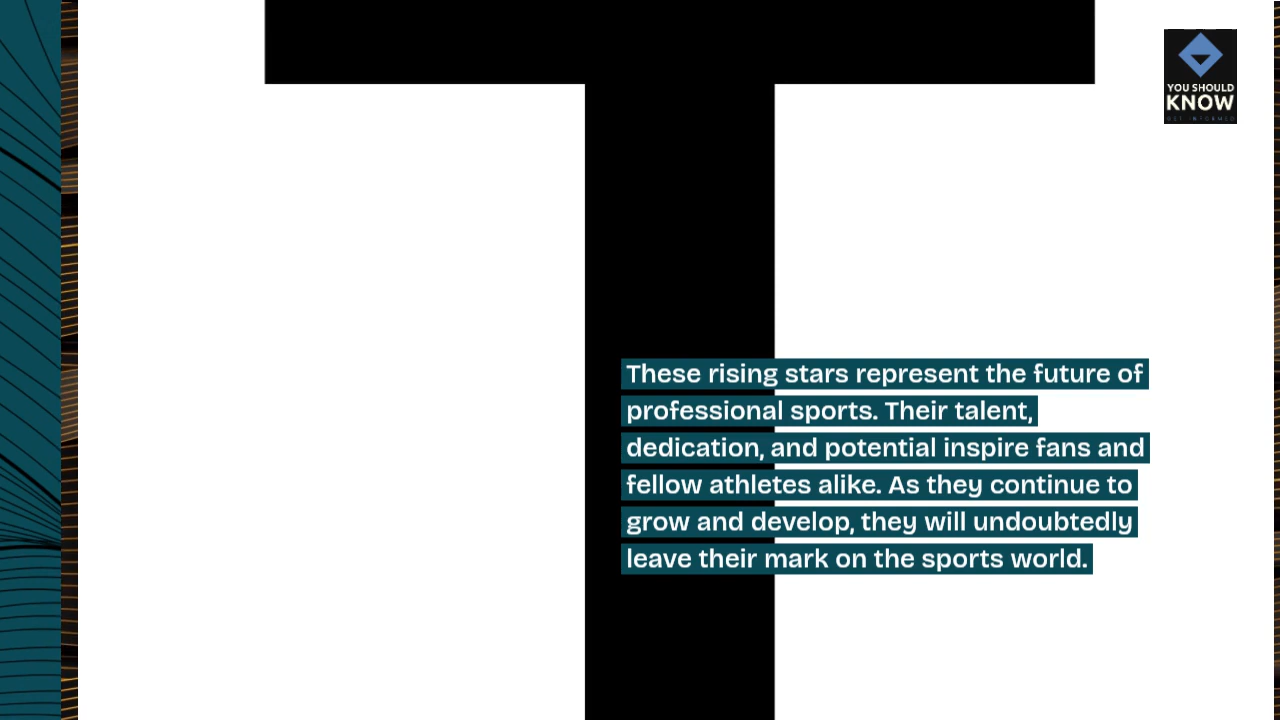 T
YOU SHOULD
KNOW
GET INFORMED
These rising stars represent the future of
professional sports. Their talent,
dedication, and potential inspire fans and
fellow athletes alike. As they continue to
grow and develop, they will undoubtedly
leave their mark on the sports world.